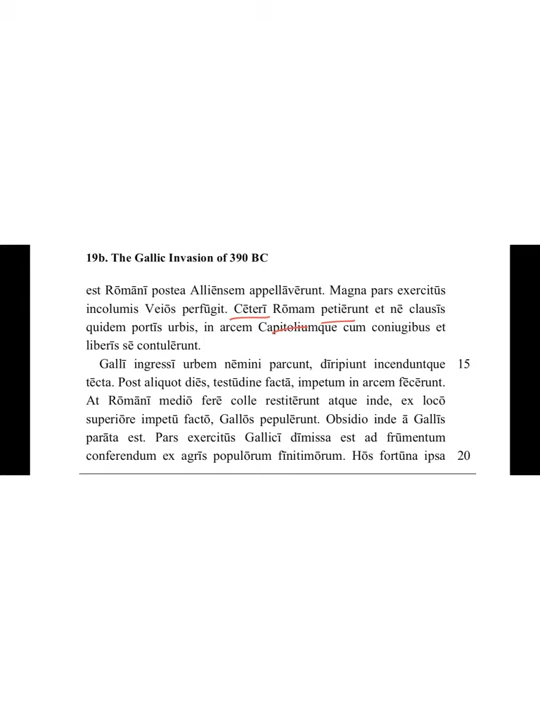 19b. The Gallic Invasion of 390 BC
est Rōmānī postea Alliēnsem appellāvērunt. Magna pars exercitūs
incolumis Veiōs perfūgit. Cēterī Rōmam petiērunt et nē clausīs
quidem portīs urbis, in arcem Capitoliumque cum coniugibus et
līberīs sē contulērunt.
Gallī ingressī urbem nēminī parcunt, dīripiunt incenduntque 15
tēcta. Post aliquot diēs, testūdine factā, impetum in arcem fēcērunt.
At Rōmānī mediō ferē colle restitērunt atque inde, ex locō
superiōre impetū factō, Gallōs pepulērunt. Obsidio inde ā Gallīs
parāta est. Pars exercitūs Gallicī dīmissa est ad frūmentum
conferendum ex agrīs populōrum fīnitimōrum. Hōs fortūna ipsa 20